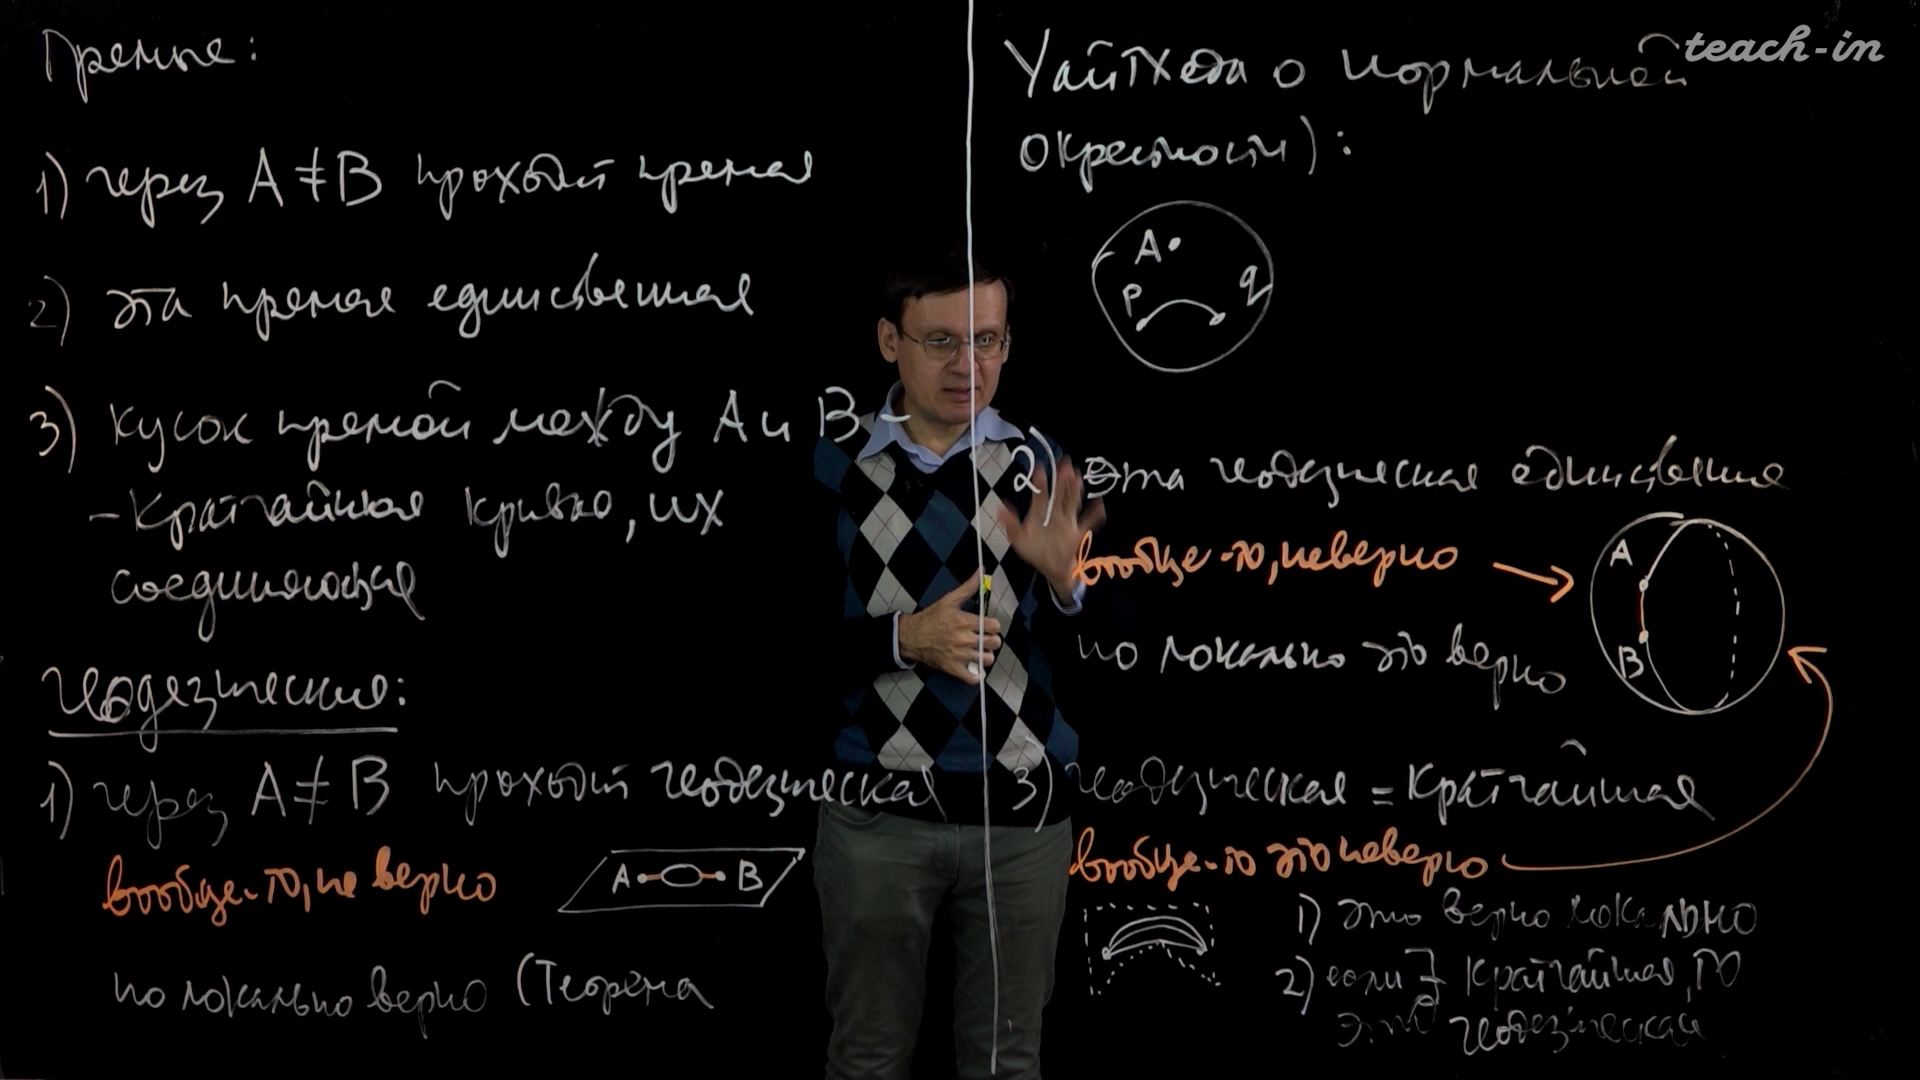 Прямые:
1) через A ≠ B проходит прямая
2) эта прямая единственная
3) кусок прямой между A и B –
– кратчайшая кривая, их
соединяющая
Геодезические:
1) через A ≠ B проходит геодезическая
вообще-то, неверно
A B
но локально верно (Теорема
teach-in
Уайтхеда о нормальной
окрестности):
A
p q
2) Эта геодезическая единственна
вообще-то, неверно
но локально это верно
A
B
3) геодезическая = кратчайшая
вообще-то это неверно
1) это верно локально
2) если ∃ кратчайшая, то
это геодезическая